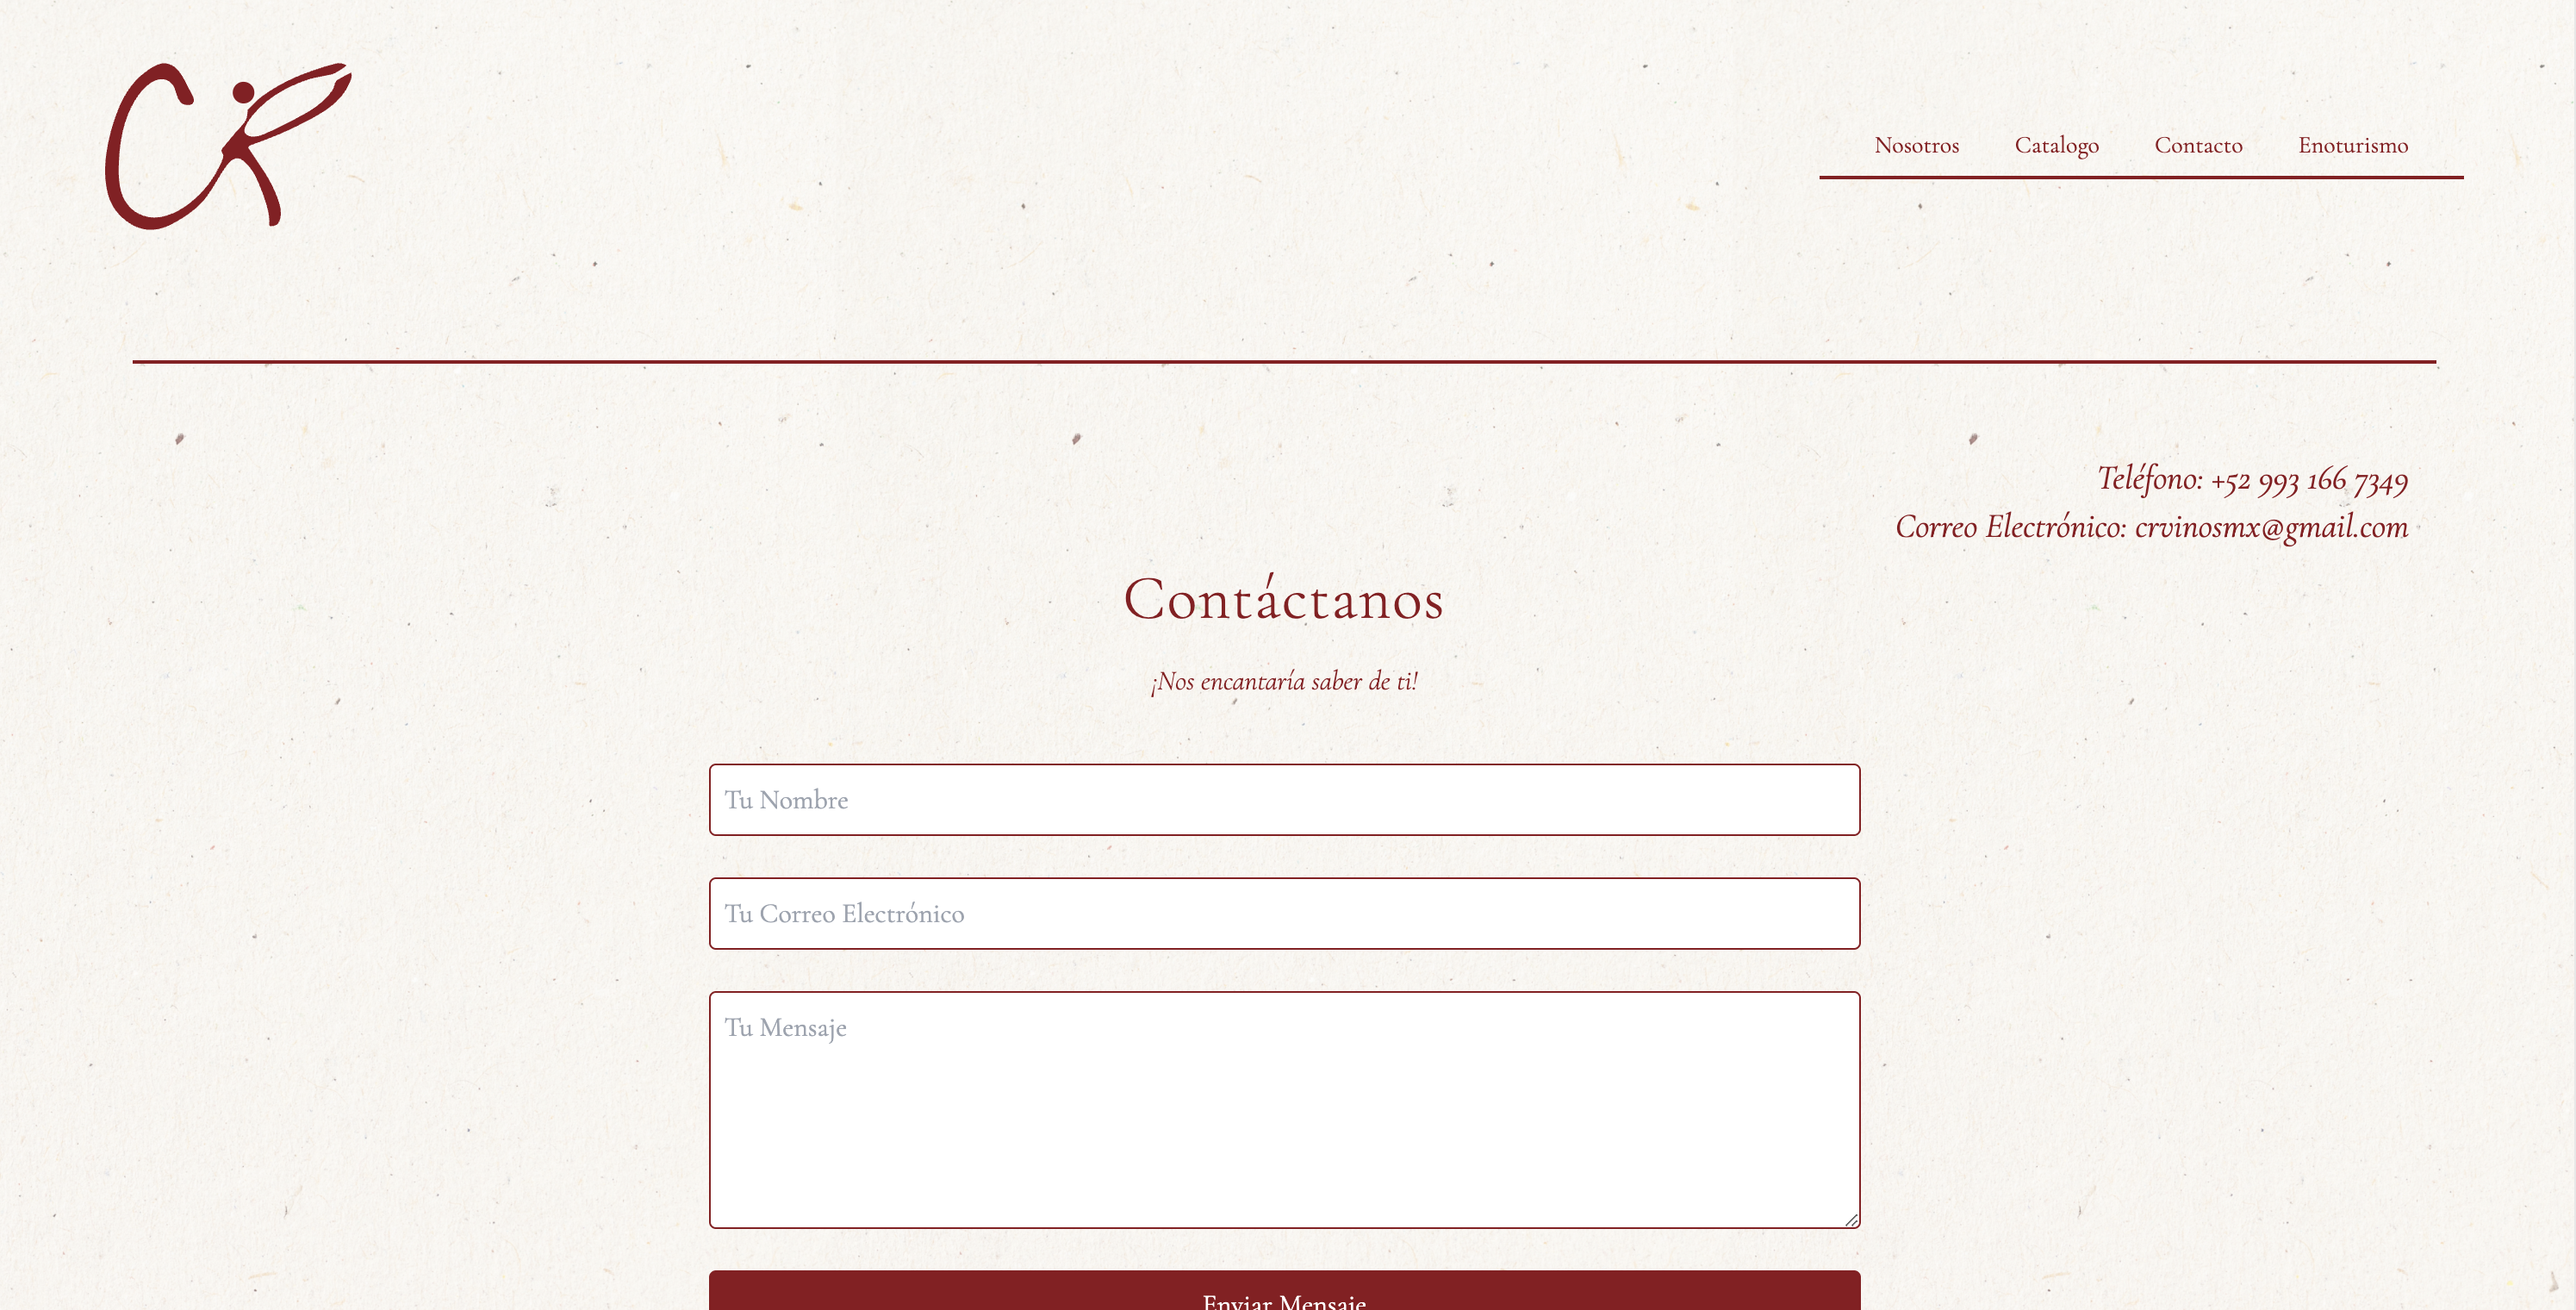 CR
Nosotros Catalogo Contacto Enoturismo
Teléfono: +52 993 166 7349
Correo Electrónico: crvinosmx@gmail.com
Contáctanos
¡Nos encantaría saber de ti!
Tu Nombre
Tu Correo Electrónico
Tu Mensaje
Enviar Mensaje